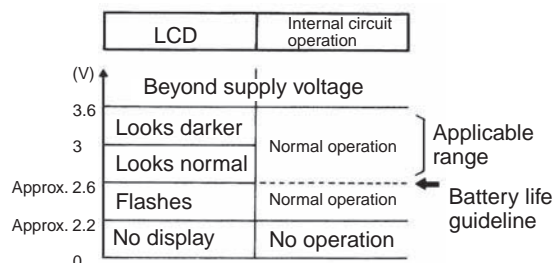 LCD
Internal circuit
operation
(V)
Beyond supply voltage
3.6
Looks darker
Normal operation
Applicable
range
3
Looks normal
Approx. 2.6
Flashes
Normal operation
Battery life
guideline
Approx. 2.2
No display
No operation
0